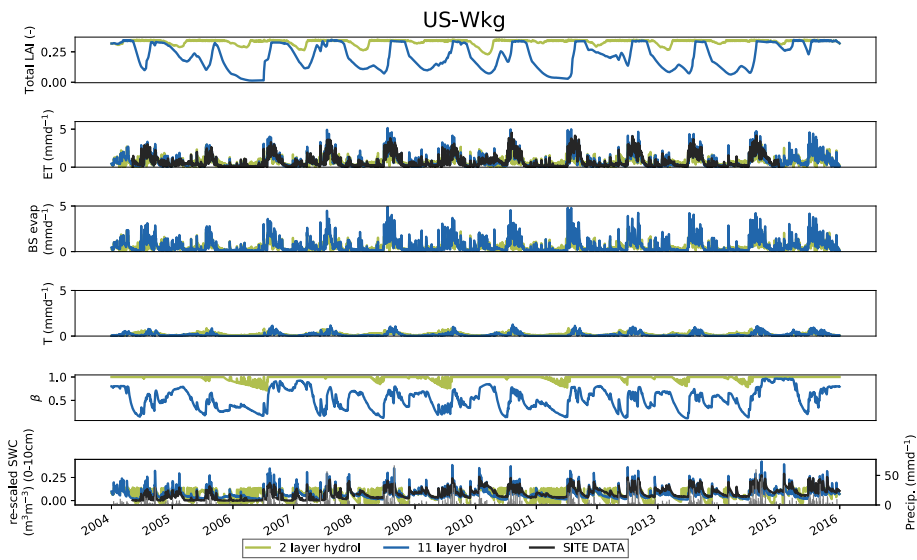 US-Wkg
Total LAI (-)
0.25
0.00
ET (mmd⁻¹)
5
0
BS evap
(mmd⁻¹)
5
0
T (mmd⁻¹)
5
0
β
1.0
0.5
re-scaled SWC
(m³m⁻³) (0-10cm)
0.25
0.00
50
0
Precip. (mmd⁻¹)
2004 2005 2006 2007 2008 2009 2010 2011 2012 2013 2014 2015 2016
2 layer hydrol 11 layer hydrol SITE DATA